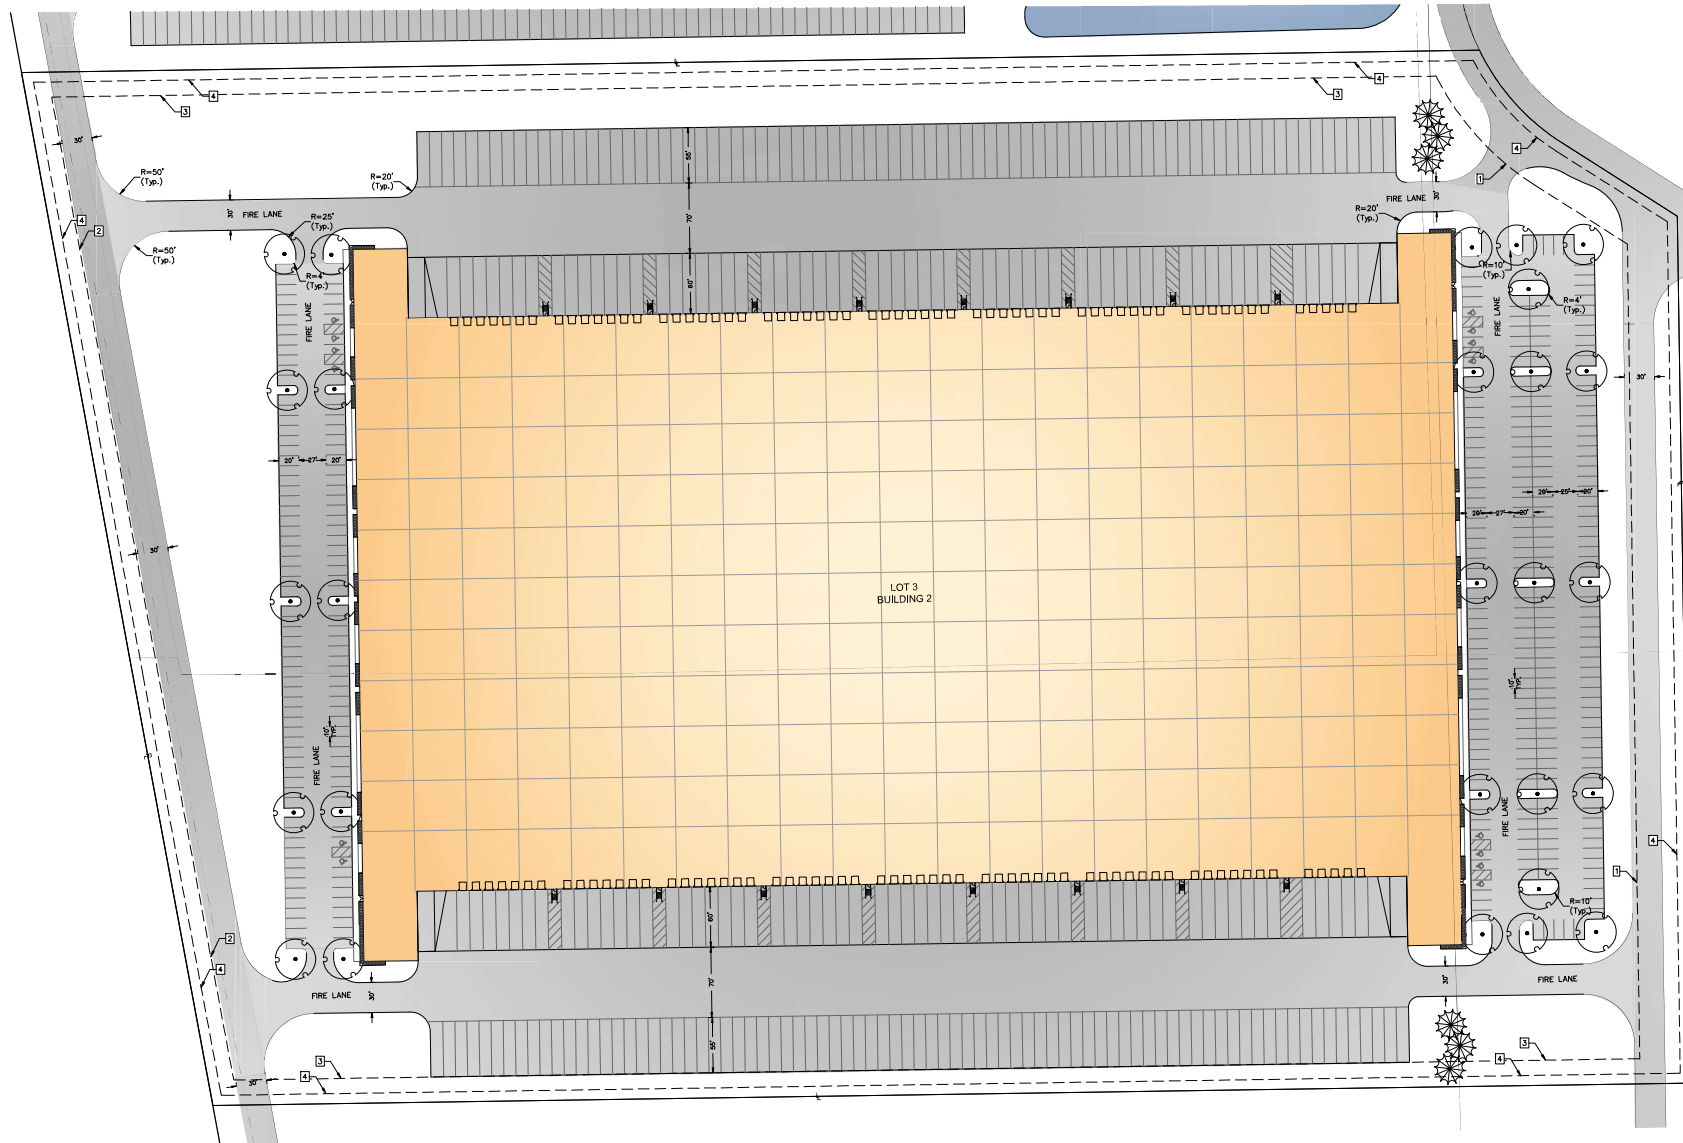 4
3
4
3
30'
R=50'
(Typ.)
R=20'
(Typ.)
55'
70'
4
1
30'
FIRE LANE
R=25'
(Typ.)
FIRE LANE
30'
R=20'
(Typ.)
4
2
R=50'
(Typ.)
R=4'
(Typ.)
60'
R=10'
(Typ.)
R=4'
(Typ.)
FIRE LANE
FIRE LANE
30'
20'
27'
20'
20'
25'
20'
20'
27'
20'
30'
LOT 3
BUILDING 2
10'
TYP.
10'
TYP.
FIRE LANE
FIRE LANE
4
1
R=10'
(Typ.)
60'
2
4
70'
FIRE LANE
30'
30'
FIRE LANE
55'
3
4
30'
3
4